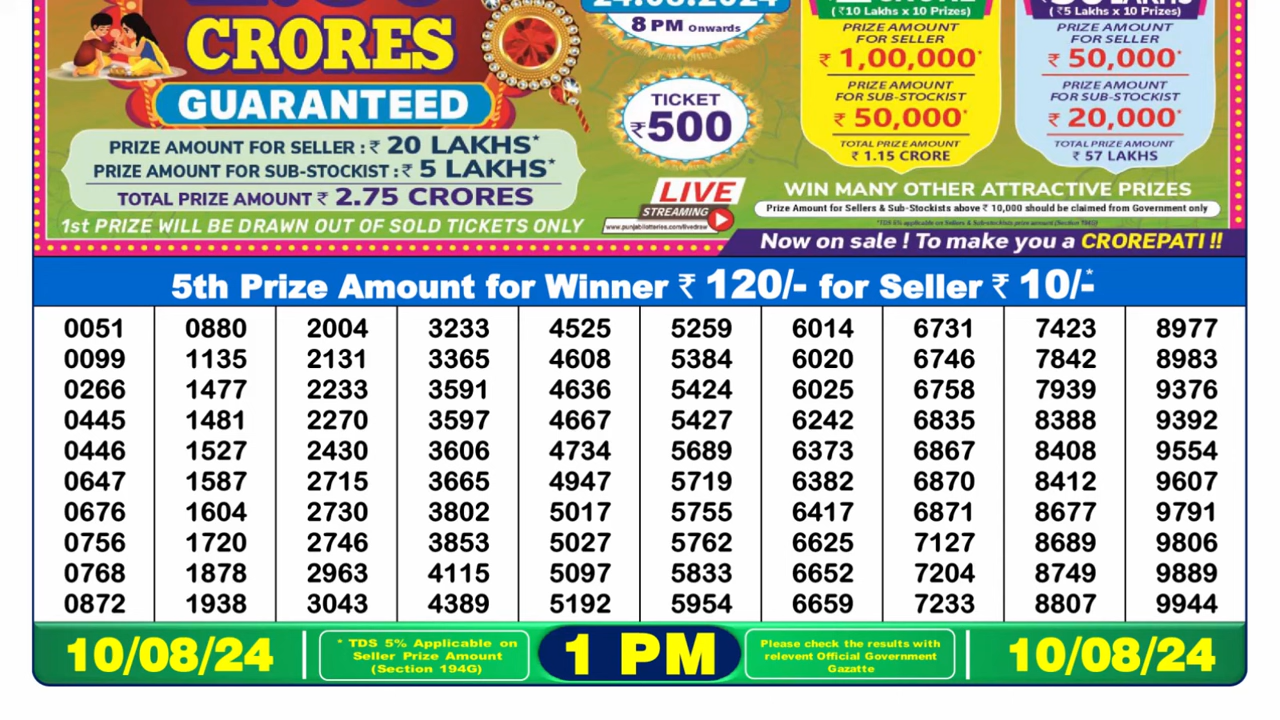 CRORES
GUARANTEED
PRIZE AMOUNT FOR SELLER : ₹ 20 LAKHS*
PRIZE AMOUNT FOR SUB-STOCKIST : ₹ 5 LAKHS*
TOTAL PRIZE AMOUNT ₹ 2.75 CRORES
1st PRIZE WILL BE DRAWN OUT OF SOLD TICKETS ONLY
24.08.2024
8 PM Onwards
TICKET
₹500
LIVE
STREAMING
www.punjablotteries.com/livedraw
(₹10 Lakhs x 10 Prizes)
PRIZE AMOUNT
FOR SELLER
₹ 1,00,000*
PRIZE AMOUNT
FOR SUB-STOCKIST
₹ 50,000*
TOTAL PRIZE AMOUNT
₹ 1.15 CRORE
(₹5 Lakhs x 10 Prizes)
PRIZE AMOUNT
FOR SELLER
₹ 50,000*
PRIZE AMOUNT
FOR SUB-STOCKIST
₹ 20,000*
TOTAL PRIZE AMOUNT
₹ 57 LAKHS
WIN MANY OTHER ATTRACTIVE PRIZES
Prize Amount for Sellers & Sub-Stockists above ₹ 10,000 should be claimed from Government only
Now on sale ! To make you a CROREPATI !!
5th Prize Amount for Winner ₹ 120/- for Seller ₹ 10/-*
0051 0880 2004 3233 4525 5259 6014 6731 7423 8977
0099 1135 2131 3365 4608 5384 6020 6746 7842 8983
0266 1477 2233 3591 4636 5424 6025 6758 7939 9376
0445 1481 2270 3597 4667 5427 6242 6835 8388 9392
0446 1527 2430 3606 4734 5689 6373 6867 8408 9554
0647 1587 2715 3665 4947 5719 6382 6870 8412 9607
0676 1604 2730 3802 5017 5755 6417 6871 8677 9791
0756 1720 2746 3853 5027 5762 6625 7127 8689 9806
0768 1878 2963 4115 5097 5833 6652 7204 8749 9889
0872 1938 3043 4389 5192 5954 6659 7233 8807 9944
10/08/24
* TDS 5% Applicable on
Seller Prize Amount
(Section 194G)
1 PM
Please check the results with
relevent Official Government
Gazatte
10/08/24